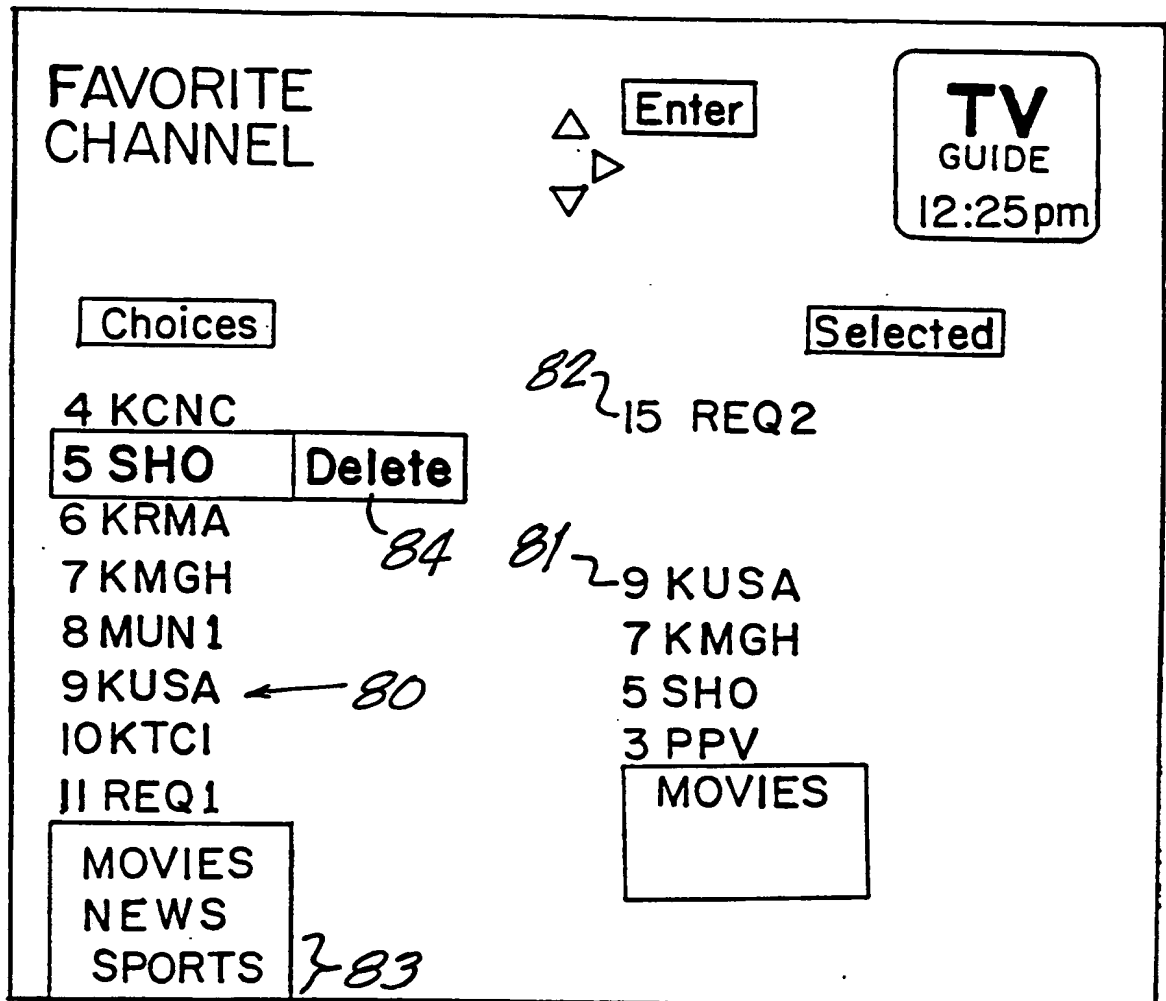 FAVORITE
CHANNEL
Enter
TV
GUIDE
12:25pm
Choices
Selected
4 KCNC
5 SHO Delete
6 KRMA
7 KMGH
8 MUN1
9 KUSA
10 KTCI
11 REQ1
MOVIES
NEWS
SPORTS
84
80
83
82
15 REQ2
81
9 KUSA
7 KMGH
5 SHO
3 PPV
MOVIES